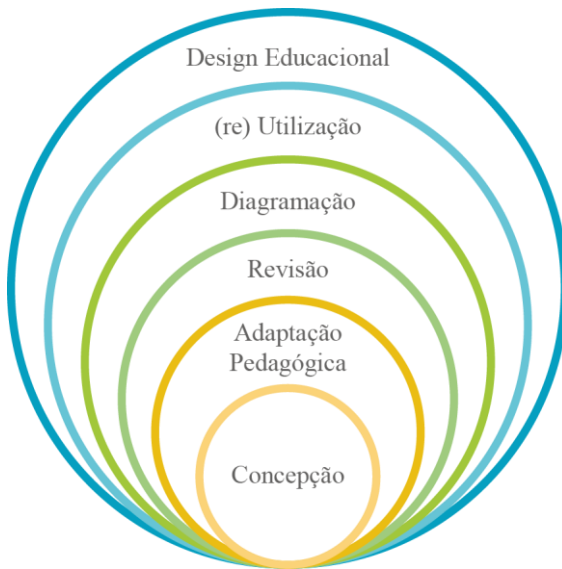 Design Educacional
(re) Utilização
Diagramação
Revisão
Adaptação
Pedagógica
Concepção